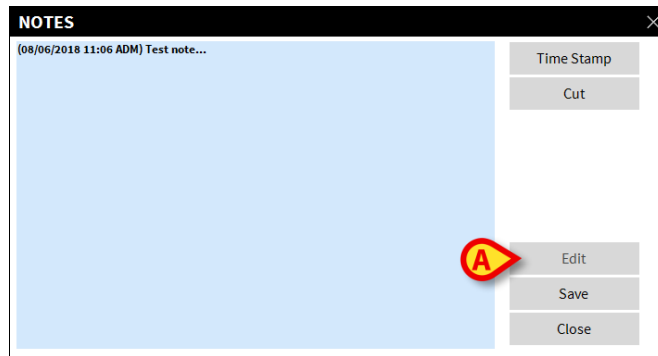 NOTES
(08/06/2018 11:06 ADM) Test note...
Time Stamp
Cut
A
Edit
Save
Close